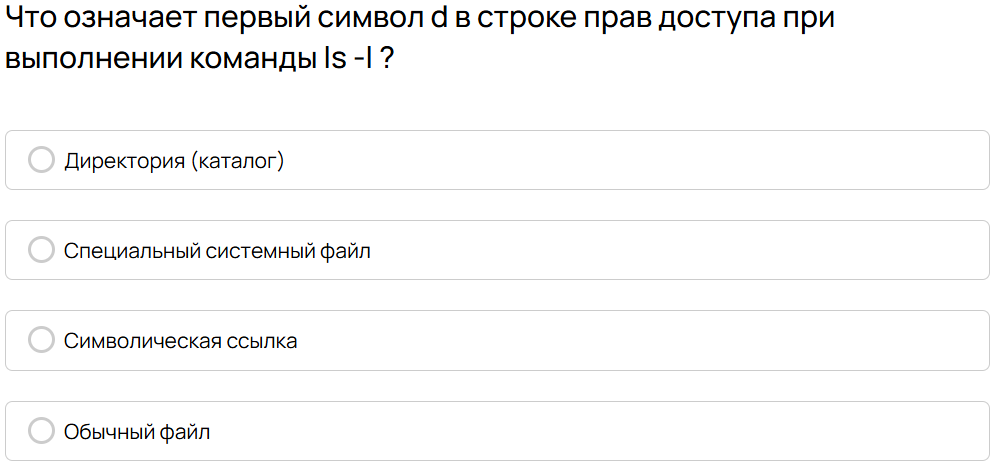 Что означает первый символ d в строке прав доступа при
выполнении команды ls -l ?
Директория (каталог)
Специальный системный файл
Символическая ссылка
Обычный файл